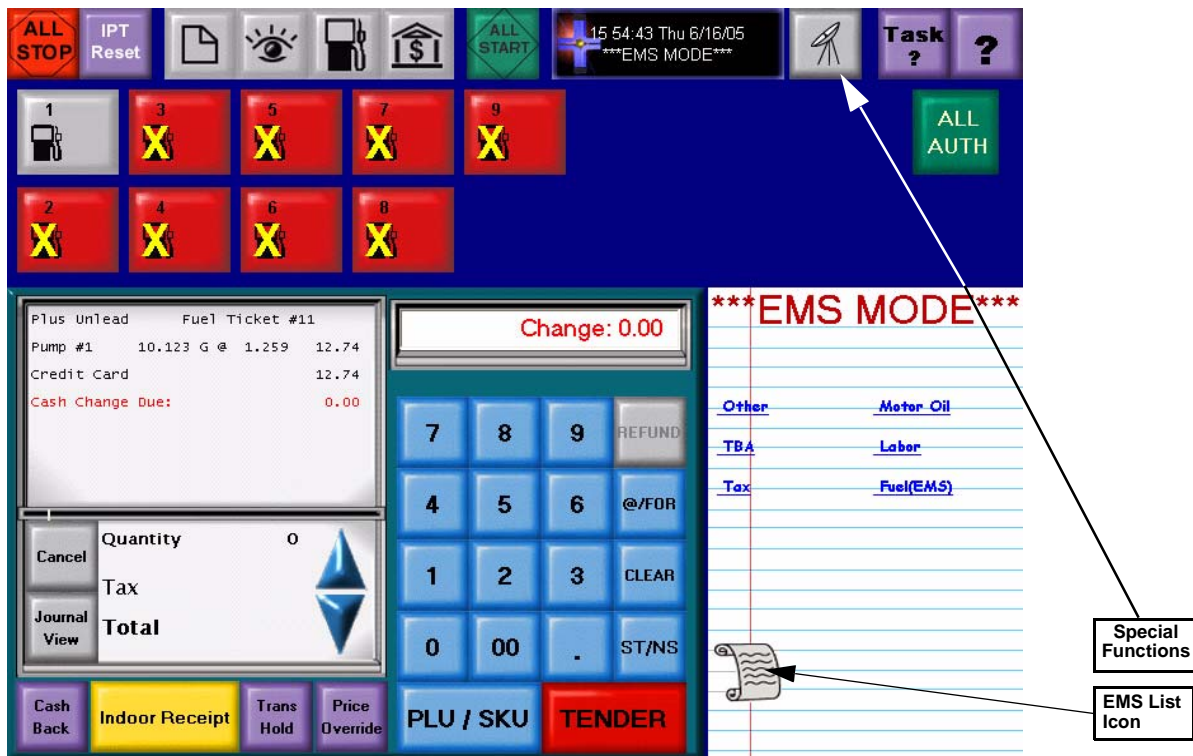 ALL STOP
IPT Reset
$
ALL START
15 54:43 Thu 6/16/05
***EMS MODE***
Task ?
?
1
3
5
7
9
ALL AUTH
2
4
6
8
Plus Unlead Fuel Ticket #11
Pump #1 10.123 G @ 1.259 12.74
Credit Card 12.74
Cash Change Due: 0.00
Change: 0.00
***EMS MODE***
Other Motor Oil
TBA Labor
Tax Fuel(EMS)
7 8 9 REFUND
4 5 6 @/FOR
1 2 3 CLEAR
0 00 . ST/NS
Cancel
Quantity 0
Tax
Journal View
Total
Cash Back
Indoor Receipt
Trans Hold
Price Override
PLU / SKU
TENDER
Special Functions
EMS List Icon